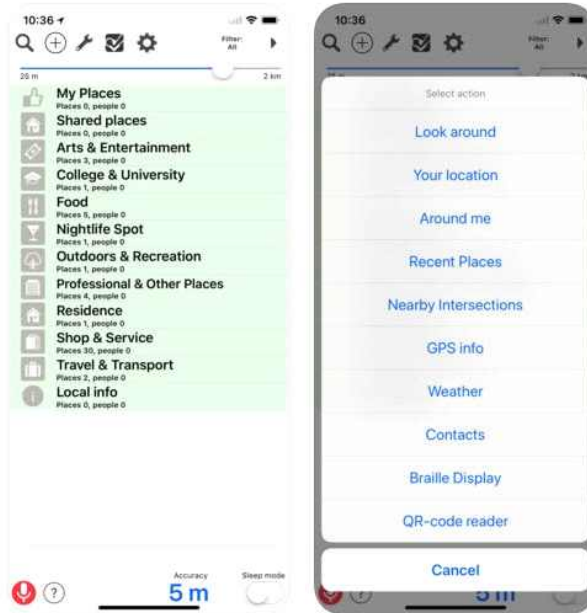 10:36
Filter:
All
25 m
2 km
My Places
Places 0, people 0
Shared places
Places 0, people 0
Arts & Entertainment
Places 3, people 0
College & University
Places 1, people 0
Food
Places 5, people 0
Nightlife Spot
Places 1, people 0
Outdoors & Recreation
Places 1, people 0
Professional & Other Places
Places 4, people 0
Residence
Places 1, people 0
Shop & Service
Places 30, people 0
Travel & Transport
Places 2, people 0
Local info
Places 0, people 0
?
Accuracy
5 m
Sleep mode
10:36
Filter:
All
Select action
Look around
Your location
Around me
Recent Places
Nearby Intersections
GPS info
Weather
Contacts
Braille Display
QR-code reader
Cancel
5 m